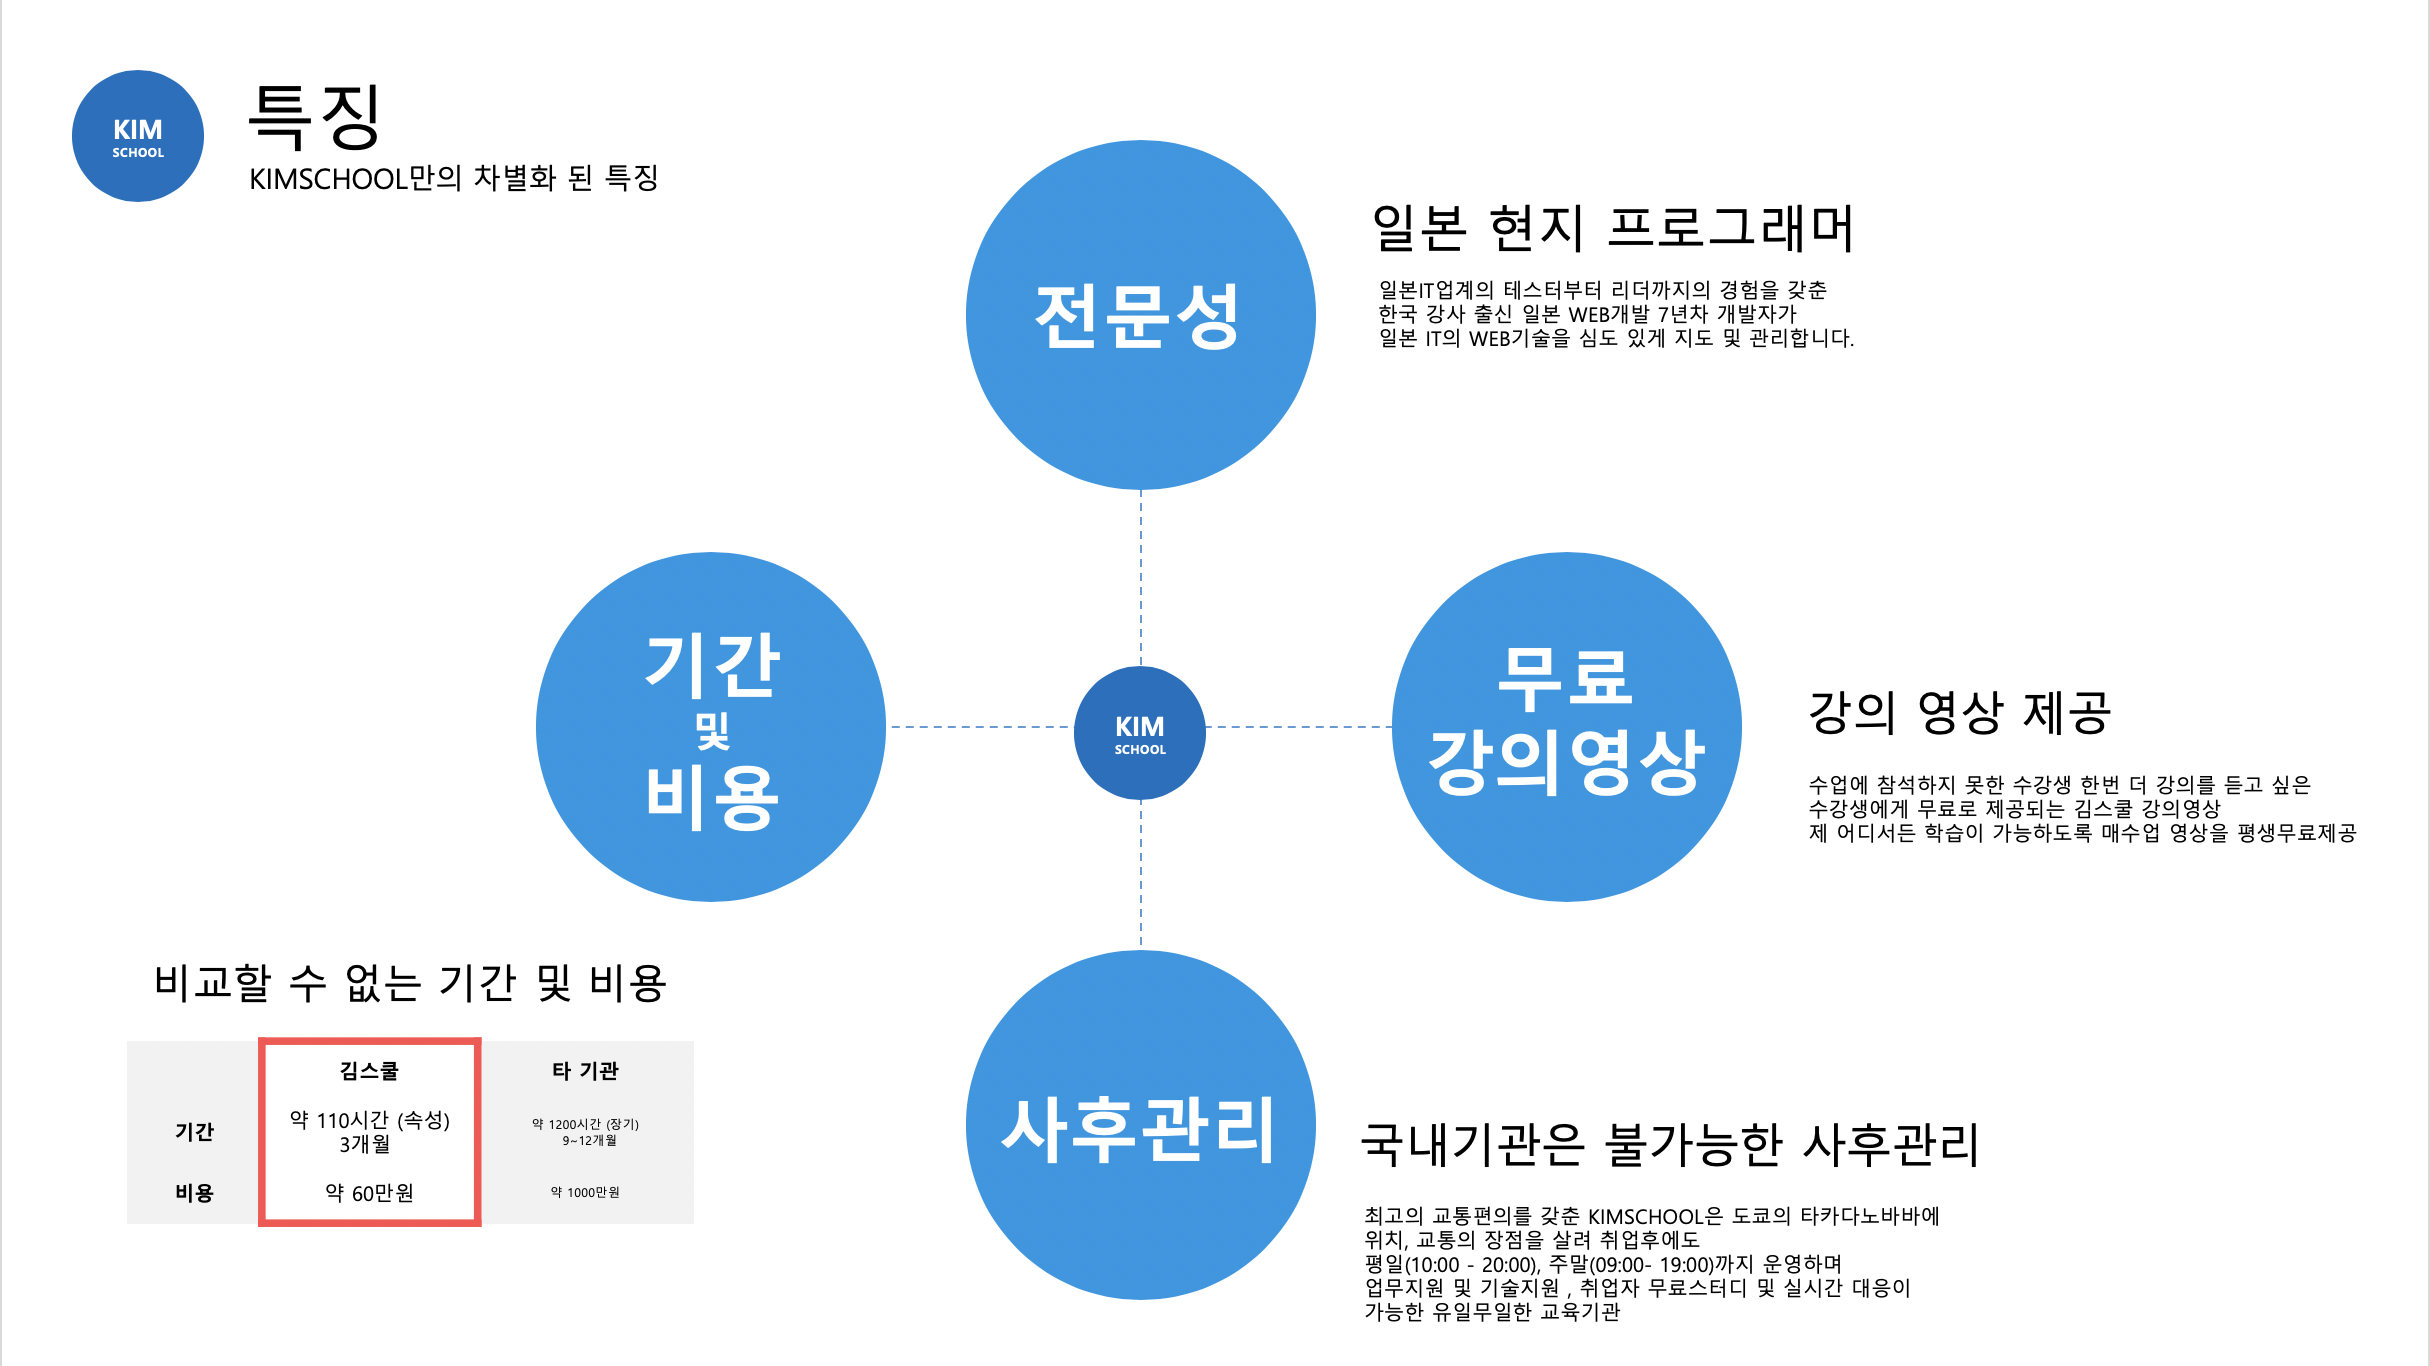 KIM
SCHOOL
특징
KIMSCHOOL만의 차별화 된 특징
전문성
일본 현지 프로그래머
일본IT업계의 테스터부터 리더까지의 경험을 갖춘
한국 강사 출신 일본 WEB개발 7년차 개발자가
일본 IT의 WEB기술을 심도 있게 지도 및 관리합니다.
기간
및
비용
KIM
SCHOOL
무료
강의영상
강의 영상 제공
수업에 참석하지 못한 수강생 한번 더 강의를 듣고 싶은
수강생에게 무료로 제공되는 김스쿨 강의영상
제 어디서든 학습이 가능하도록 매수업 영상을 평생무료제공
비교할 수 없는 기간 및 비용
김스쿨 타 기관
기간 약 110시간 (속성) 약 1200시간 (장기)
3개월 9~12개월
비용 약 60만원 약 1000만원
사후관리
국내기관은 불가능한 사후관리
최고의 교통편의를 갖춘 KIMSCHOOL은 도쿄의 타카다노바바에
위치, 교통의 장점을 살려 취업후에도
평일(10:00 - 20:00), 주말(09:00- 19:00)까지 운영하며
업무지원 및 기술지원 , 취업자 무료스터디 및 실시간 대응이
가능한 유일무일한 교육기관